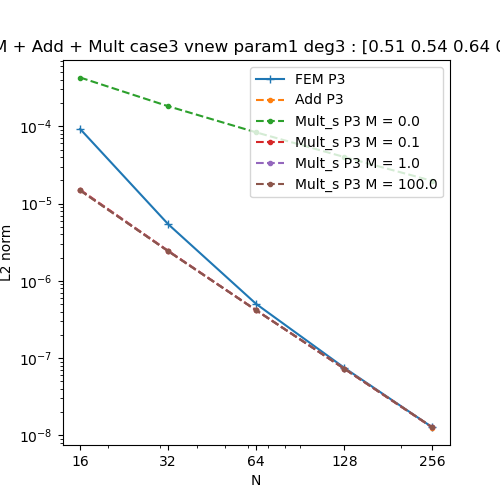 M + Add + Mult case3 vnew param1 deg3 : [0.51 0.54 0.64 0
FEM P3
Add P3
Mult_s P3 M = 0.0
Mult_s P3 M = 0.1
Mult_s P3 M = 1.0
Mult_s P3 M = 100.0
L2 norm
10⁻⁴
10⁻⁵
10⁻⁶
10⁻⁷
10⁻⁸
16 32 64 128 256
N